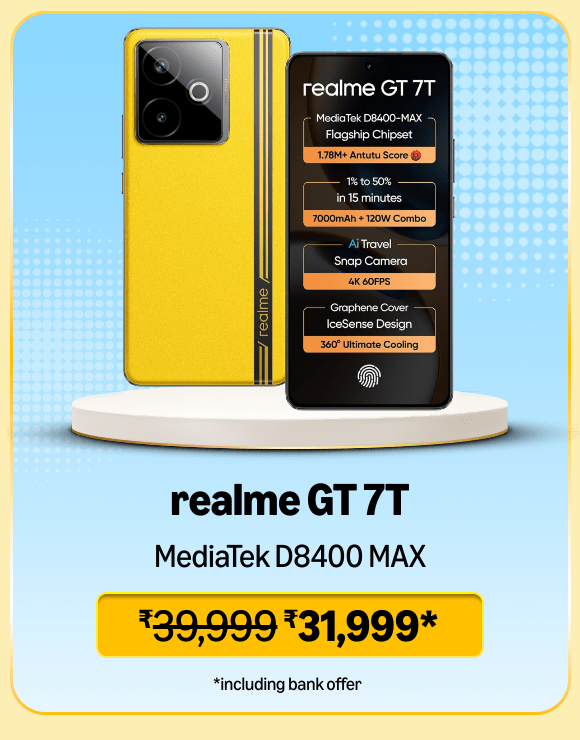 realme
realme GT 7T
MediaTek D8400-MAX
Flagship Chipset
1.78M+ Antutu Score
1% to 50%
in 15 minutes
7000mAh + 120W Combo
Ai Travel
Snap Camera
4K 60FPS
Graphene Cover
IceSense Design
360° Ultimate Cooling
realme GT 7T
MediaTek D8400 MAX
₹39,999 ₹31,999*
*including bank offer